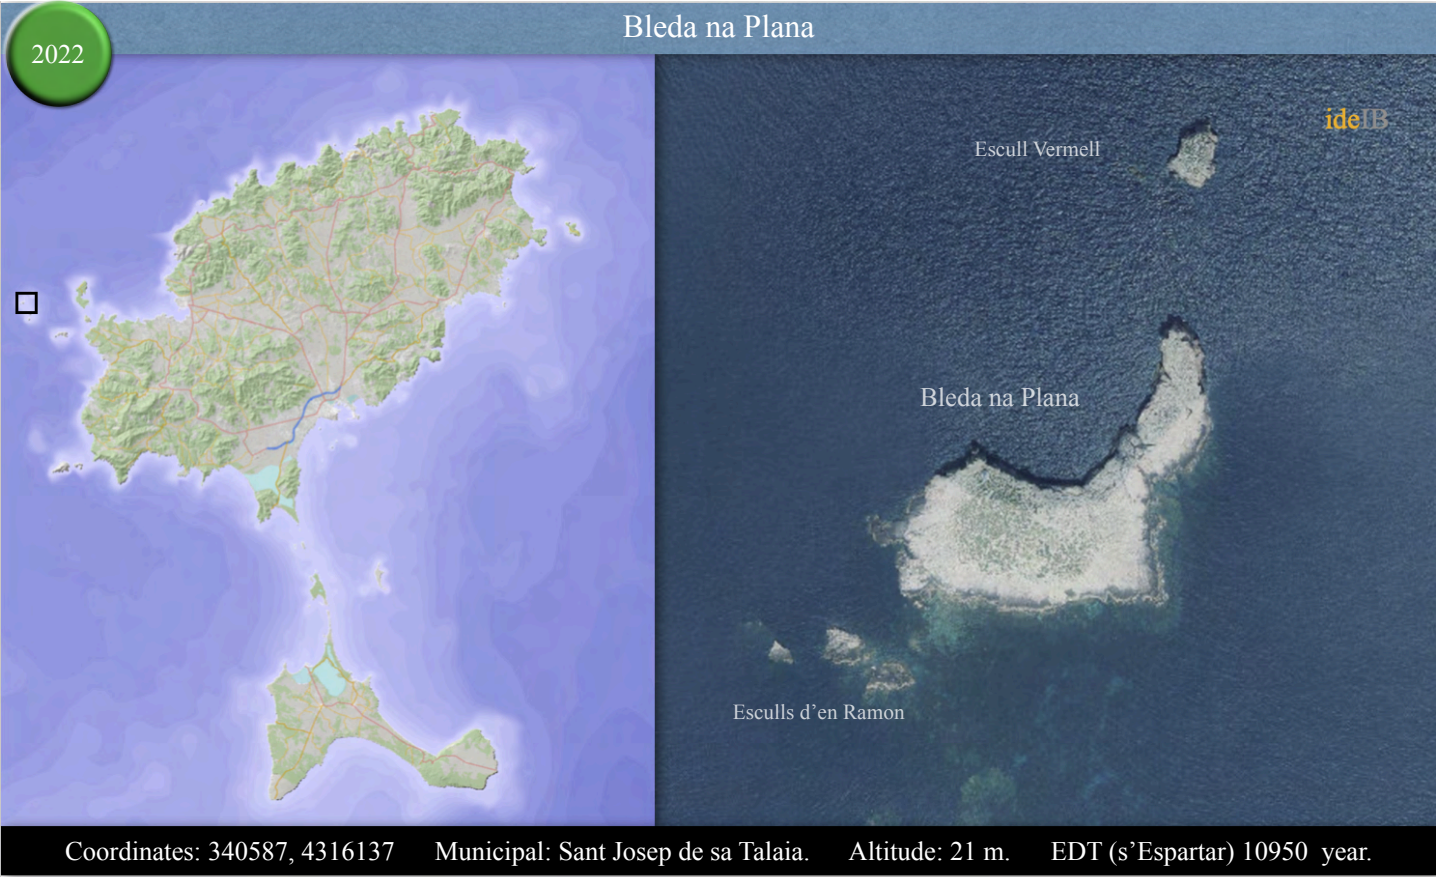 Bleda na Plana
2022
ideIB
Escull Vermell
Bleda na Plana
Esculls d’en Ramon
Coordinates: 340587, 4316137 Municipal: Sant Josep de sa Talaia. Altitude: 21 m. EDT (s’Espartar) 10950 year.